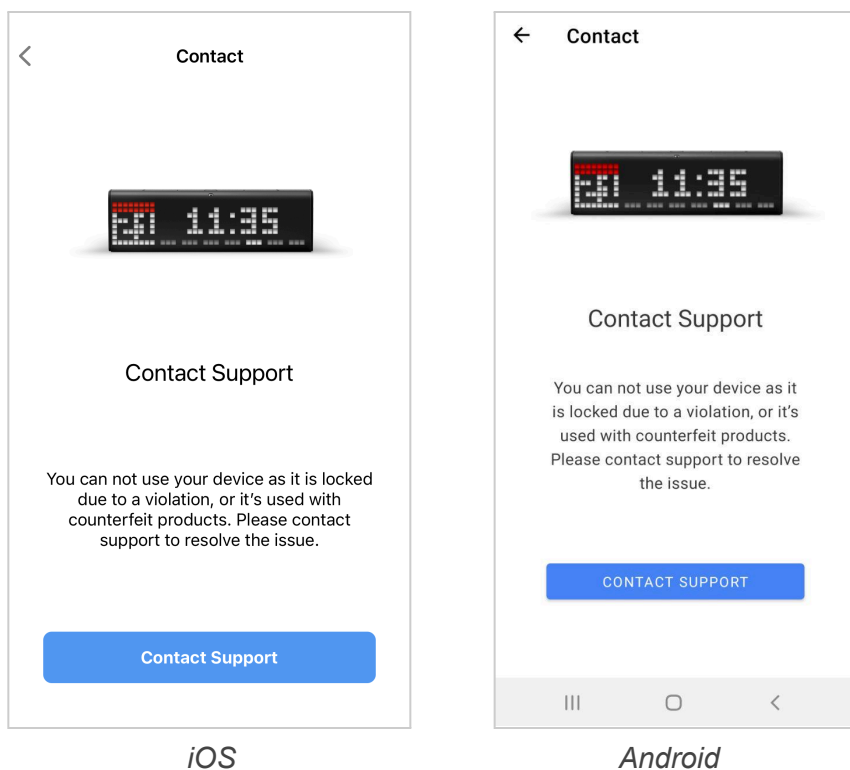 Contact
11:35
Contact Support
You can not use your device as it is locked
due to a violation, or it's used with
counterfeit products. Please contact
support to resolve the issue.
Contact Support
iOS
Contact
11:35
Contact Support
You can not use your device as it
is locked due to a violation, or it’s
used with counterfeit products.
Please contact support to resolve
the issue.
CONTACT SUPPORT
Android